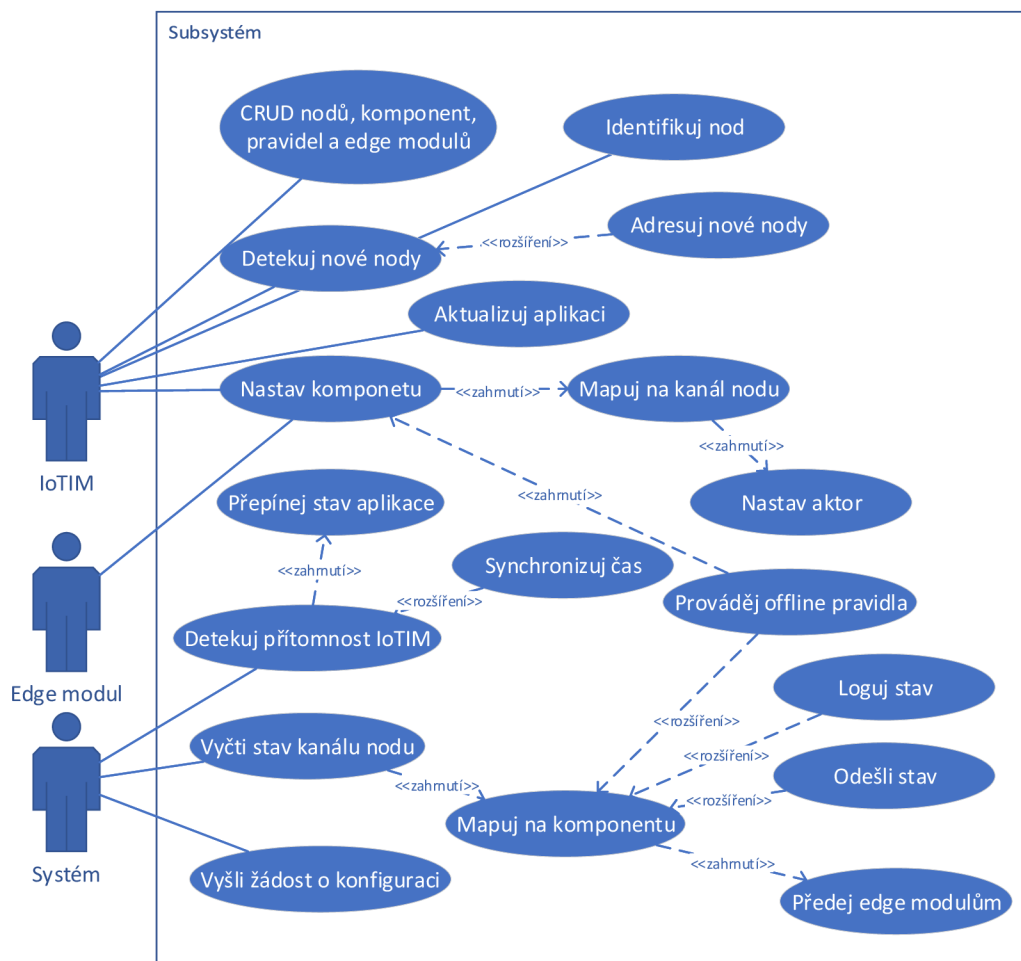 Subsystém
CRUD nodů, komponent,
pravidel a edge modulů
Identifikuj nod
Adresuj nové nody
<<rozšíření>>
Detekuj nové nody
Aktualizuj aplikaci
Nastav komponetu
<<zahrnutí>>
Mapuj na kanál nodu
<<zahrnutí>>
IoTIM
Přepínej stav aplikace
<<zahrnutí>>
Nastav aktor
<<zahrnutí>>
Synchronizuj čas
<<rozšíření>>
Prováděj offline pravidla
Detekuj přítomnost IoTIM
Edge modul
Loguj stav
<<rozšíření>>
Vyčti stav kanálu nodu
<<rozšíření>>
Odešli stav
<<zahrnutí>>
<<rozšíření>>
Mapuj na komponentu
<<zahrnutí>>
Systém
Vyšli žádost o konfiguraci
Předej edge modulům